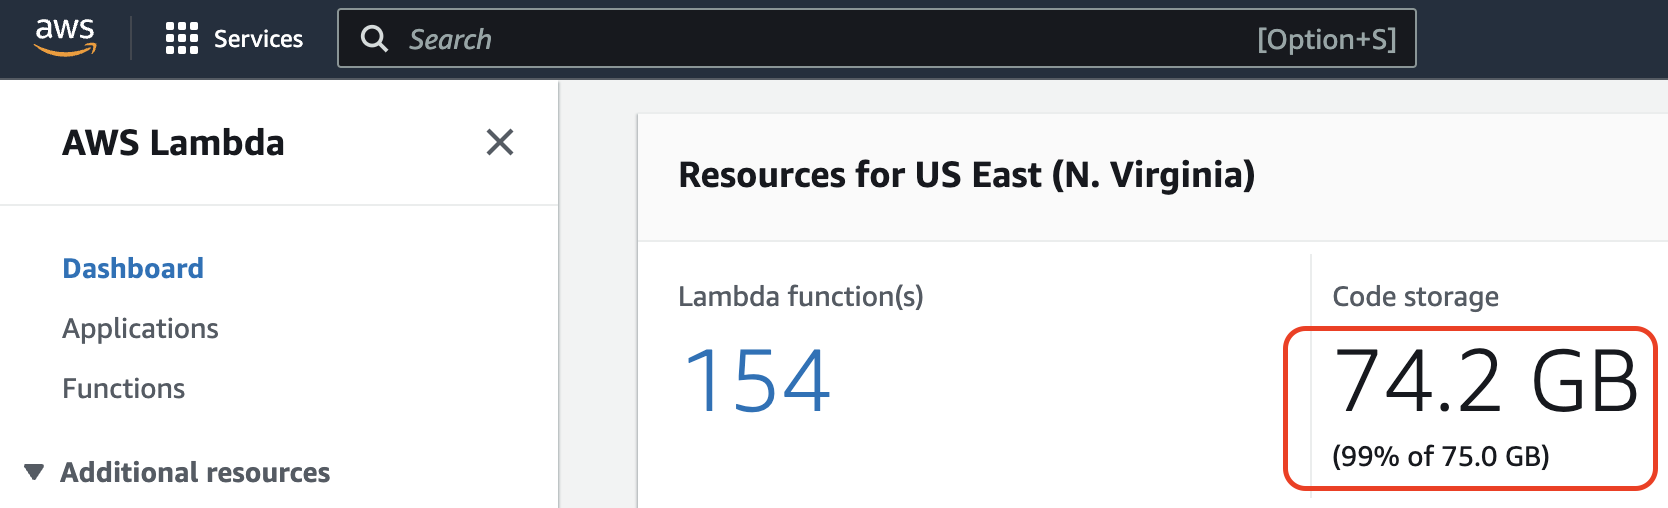 aws
Services
Search
[Option+S]
AWS Lambda
Dashboard
Applications
Functions
Additional resources
Resources for US East (N. Virginia)
Lambda function(s)
154
Code storage
74.2 GB
(99% of 75.0 GB)